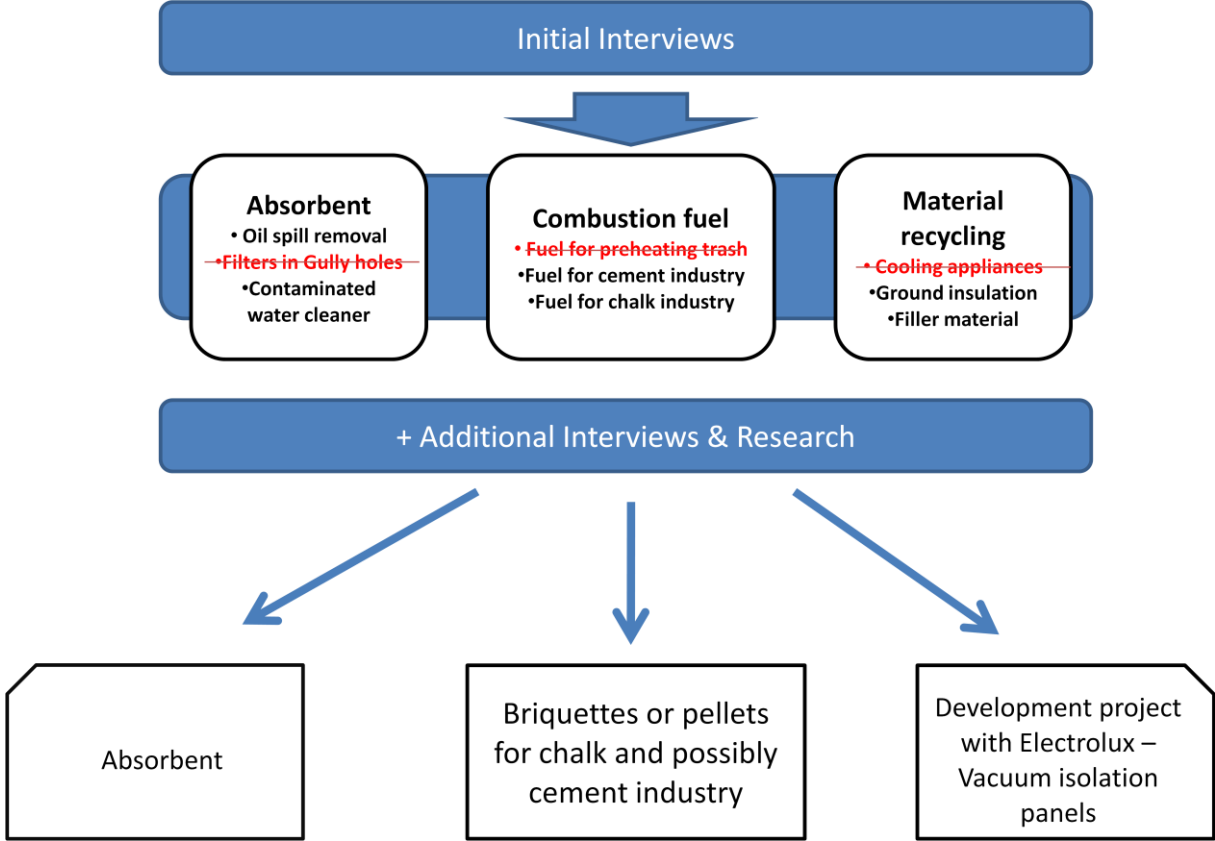 Initial Interviews
Absorbent
• Oil spill removal
•Filters in Gully holes
•Contaminated
water cleaner
Combustion fuel
• Fuel for preheating trash
•Fuel for cement industry
•Fuel for chalk industry
Material
recycling
• Cooling appliances
•Ground insulation
•Filler material
+ Additional Interviews & Research
Absorbent
Briquettes or pellets
for chalk and possibly
cement industry
Development project
with Electrolux –
Vacuum isolation
panels